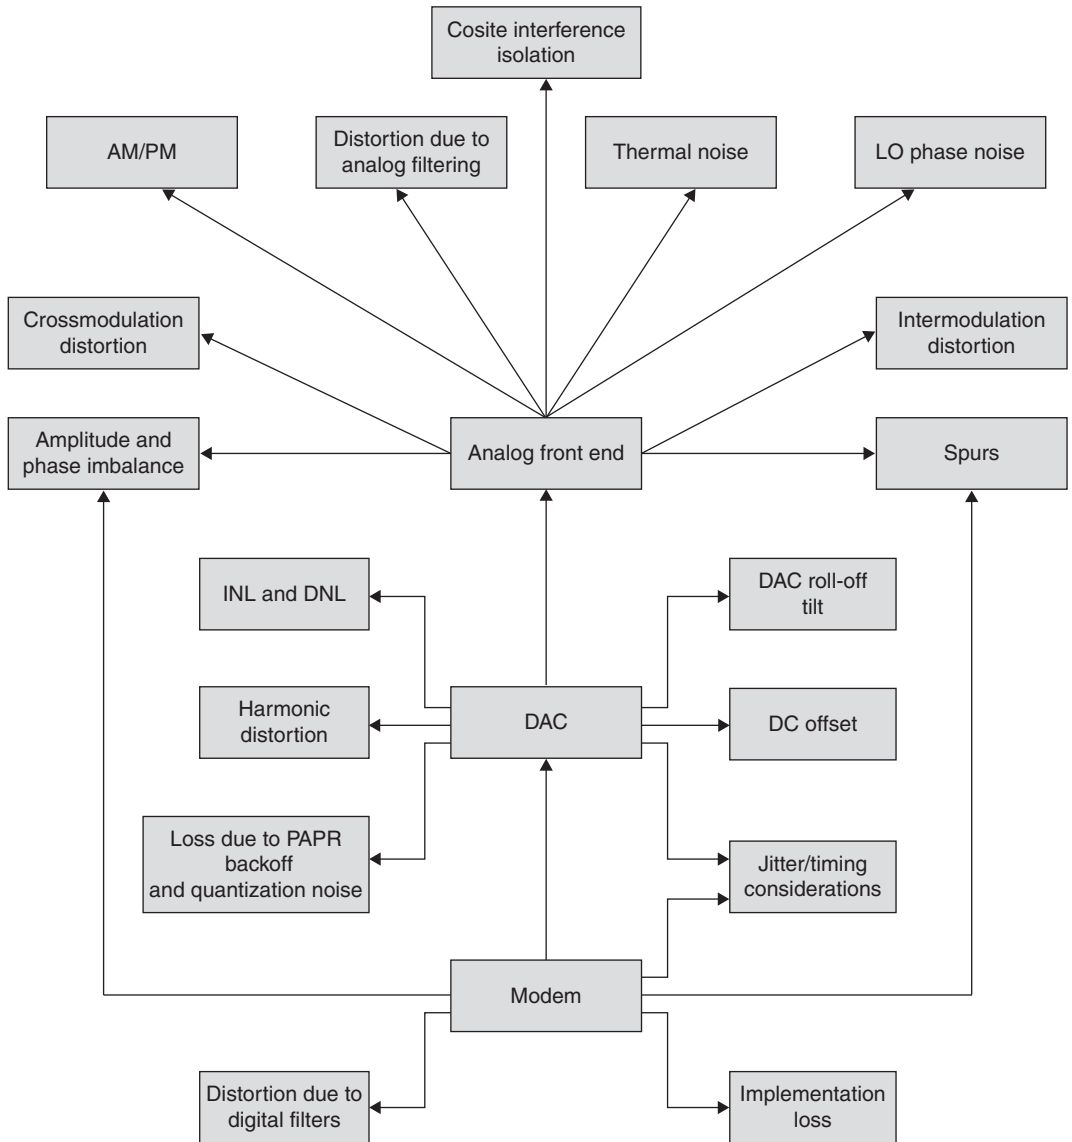 Cosite interference
isolation
AM/PM
Distortion due to
analog filtering
Thermal noise
LO phase noise
Crossmodulation
distortion
Intermodulation
distortion
Amplitude and
phase imbalance
Analog front end
Spurs
INL and DNL
DAC roll-off
tilt
Harmonic
distortion
DAC
DC offset
Loss due to PAPR
backoff
and quantization noise
Jitter/timing
considerations
Modem
Distortion due to
digital filters
Implementation
loss